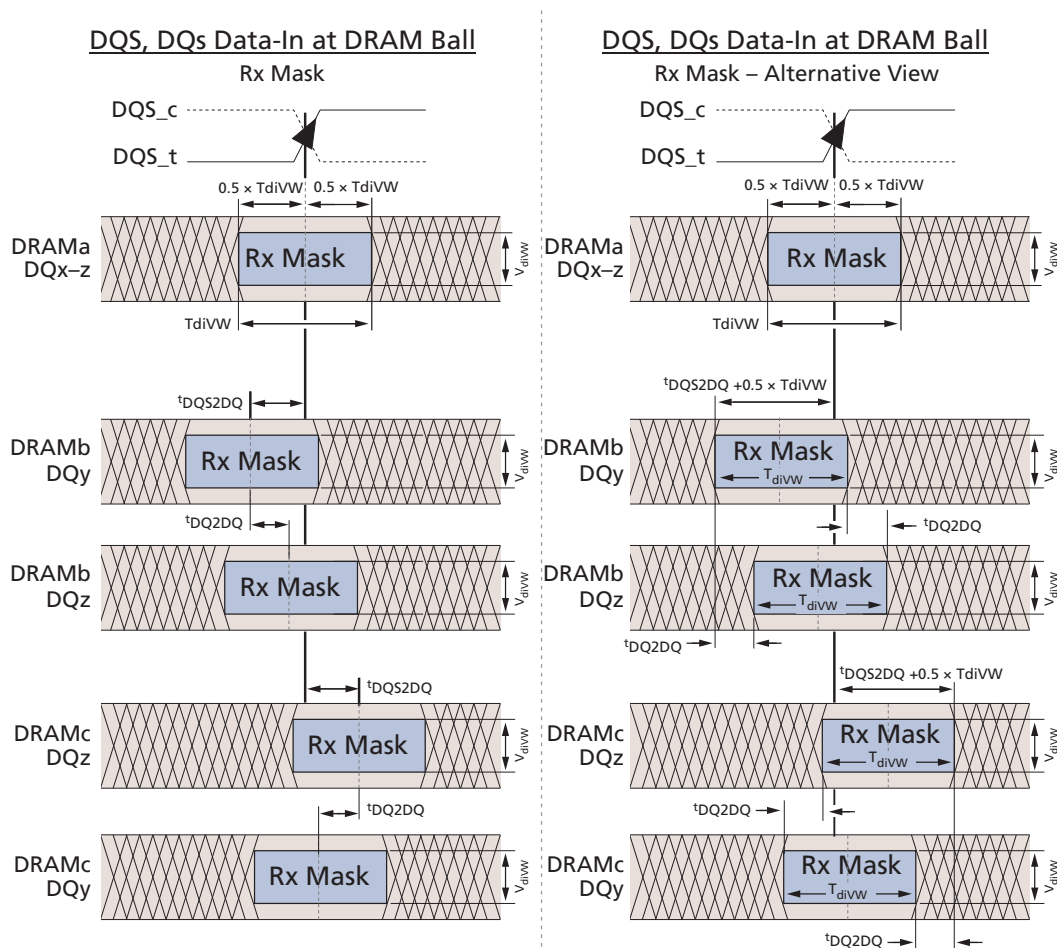 DQS, DQs Data-In at DRAM Ball
Rx Mask
DQS_c
DQS_t
0.5 × TdiVW
0.5 × TdiVW
DRAMa
DQx–z
Rx Mask
VdiVW
TdiVW
tDQS2DQ
DRAMb
DQy
Rx Mask
VdiVW
tDQ2DQ
DRAMb
DQz
Rx Mask
VdiVW
tDQS2DQ
DRAMc
DQz
Rx Mask
VdiVW
tDQ2DQ
DRAMc
DQy
Rx Mask
VdiVW
DQS, DQs Data-In at DRAM Ball
Rx Mask – Alternative View
DQS_c
DQS_t
0.5 × TdiVW
0.5 × TdiVW
DRAMa
DQx–z
Rx Mask
VdiVW
TdiVW
tDQS2DQ +0.5 × TdiVW
DRAMb
DQy
Rx Mask
TdiVW
VdiVW
tDQ2DQ
DRAMb
DQz
Rx Mask
TdiVW
VdiVW
tDQ2DQ
tDQS2DQ +0.5 × TdiVW
DRAMc
DQz
Rx Mask
TdiVW
VdiVW
tDQ2DQ
DRAMc
DQy
Rx Mask
TdiVW
VdiVW
tDQ2DQ